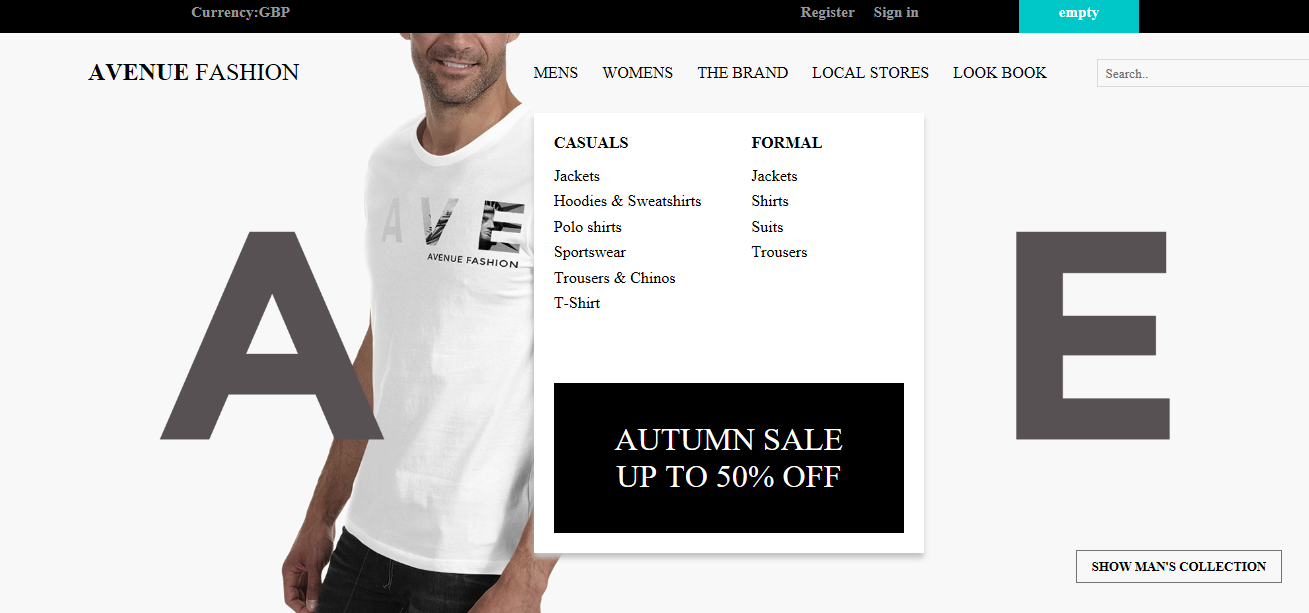 Currency:GBP Register Sign in empty
AVENUE FASHION MENS WOMENS THE BRAND LOCAL STORES LOOK BOOK Search..
CASUALS
Jackets
Hoodies & Sweatshirts
Polo shirts
Sportswear
Trousers & Chinos
T-Shirt
FORMAL
Jackets
Shirts
Suits
Trousers
AVE
AVENUE FASHION
A E
AUTUMN SALE
UP TO 50% OFF
SHOW MAN'S COLLECTION